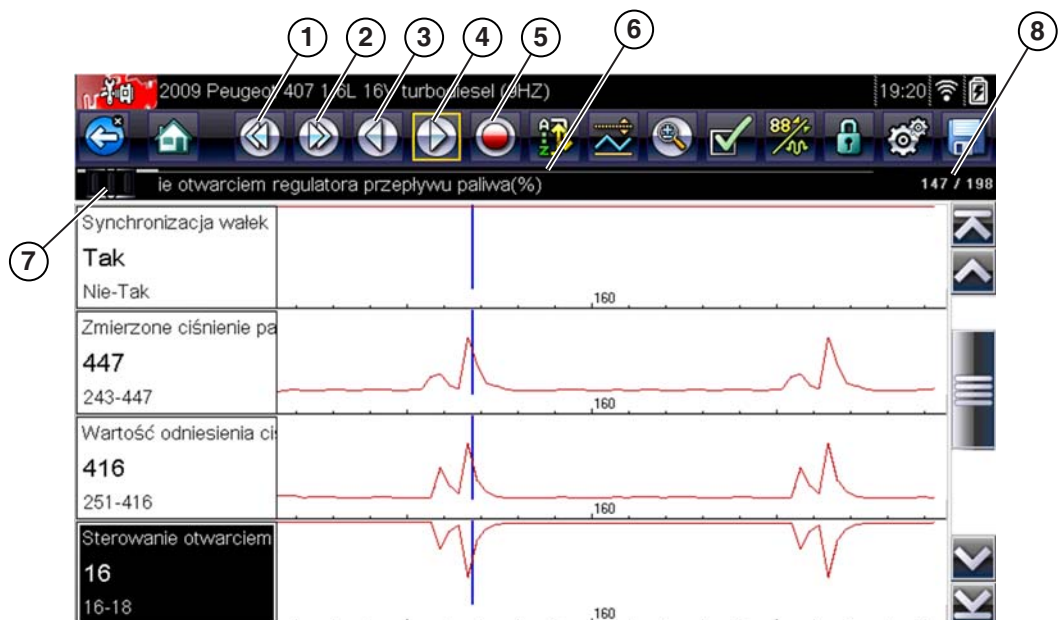 1 2 3 4 5 6 8
2009 Peugeot 407 1.6L 16V turbodiesel (9HZ) 19:20
ie otwarciem regulatora przepływu paliwa(%) 147 / 198
7
Synchronizacja wałek
Tak
Nie-Tak
160
Zmierzone ciśnienie pa
447
243-447
160
Wartość odniesienia ci
416
251-416
160
Sterowanie otwarciem
16
16-18
160